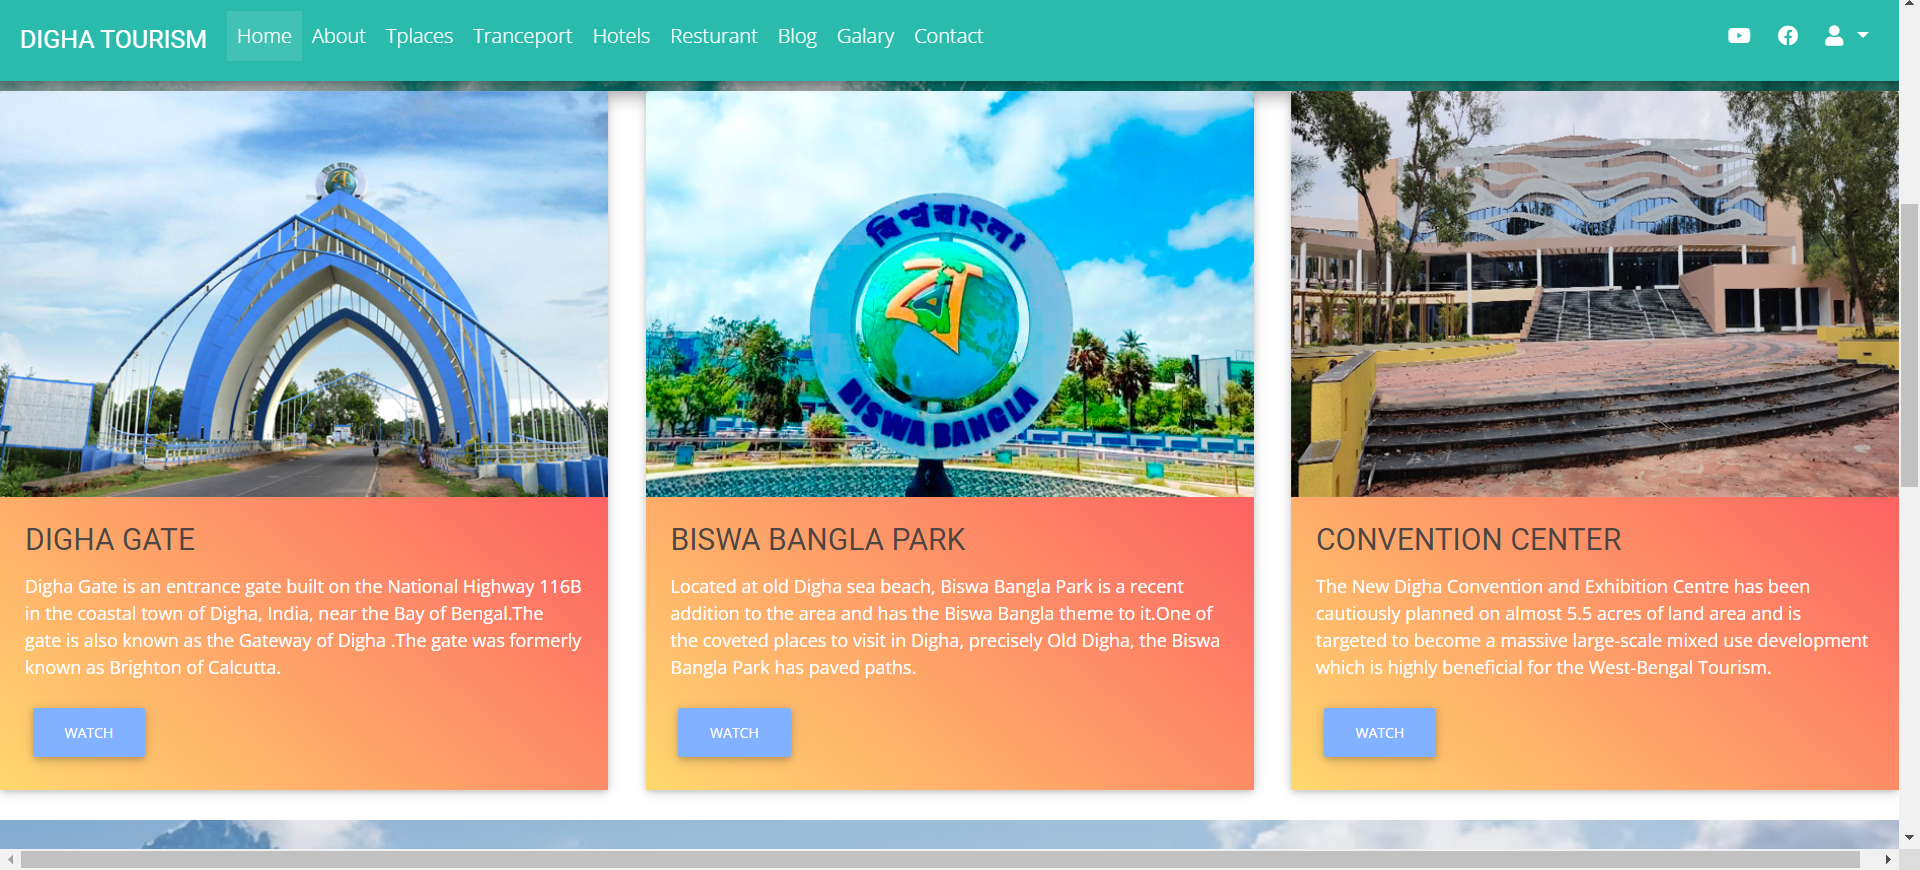 DIGHA TOURISM Home About Tplaces Tranceport Hotels Resturant Blog Galary Contact
বিশ্ববাংলা
ব
BISWA BANGLA
DIGHA GATE
Digha Gate is an entrance gate built on the National Highway 116B
in the coastal town of Digha, India, near the Bay of Bengal.The
gate is also known as the Gateway of Digha .The gate was formerly
known as Brighton of Calcutta.
WATCH
BISWA BANGLA PARK
Located at old Digha sea beach, Biswa Bangla Park is a recent
addition to the area and has the Biswa Bangla theme to it.One of
the coveted places to visit in Digha, precisely Old Digha, the Biswa
Bangla Park has paved paths.
WATCH
CONVENTION CENTER
The New Digha Convention and Exhibition Centre has been
cautiously planned on almost 5.5 acres of land area and is
targeted to become a massive large-scale mixed use development
which is highly beneficial for the West-Bengal Tourism.
WATCH